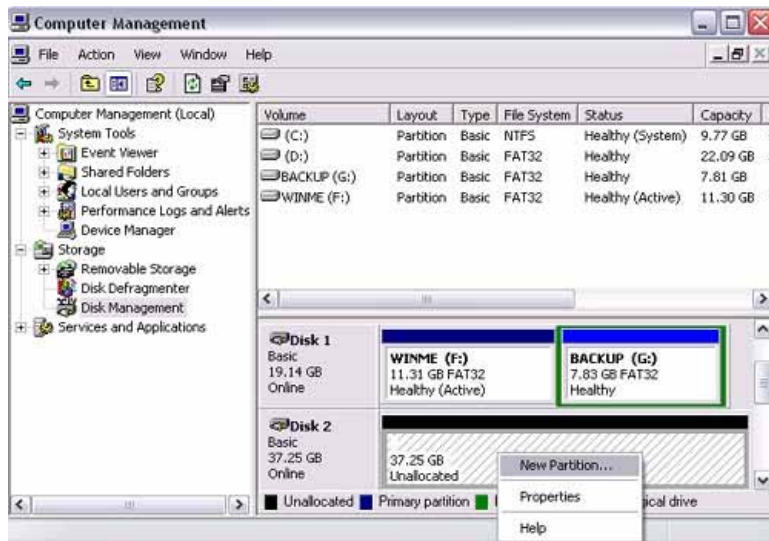 Computer Management
File Action View Window Help
Computer Management (Local)
System Tools
Event Viewer
Shared Folders
Local Users and Groups
Performance Logs and Alerts
Device Manager
Storage
Removable Storage
Disk Defragmenter
Disk Management
Services and Applications
Volume Layout Type File System Status Capacity
(C:) Partition Basic NTFS Healthy (System) 9.77 GB
(D:) Partition Basic FAT32 Healthy 22.09 GB
BACKUP (G:) Partition Basic FAT32 Healthy 7.81 GB
WINME (F:) Partition Basic FAT32 Healthy (Active) 11.30 GB
Disk 1
Basic
19.14 GB
Online
WINME (F:)
11.31 GB FAT32
Healthy (Active)
BACKUP (G:)
7.83 GB FAT32
Healthy
Disk 2
Basic
37.25 GB
Online
37.25 GB
Unallocated
New Partition...
Properties
Help
Unallocated Primary partition drive